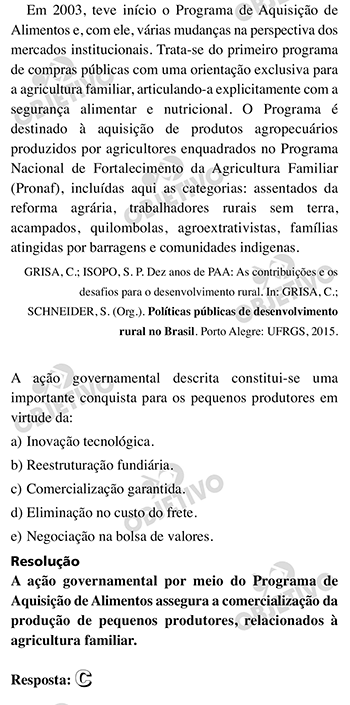 Em 2003, teve início o Programa de Aquisição de
Alimentos e, com ele, várias mudanças na perspectiva dos
mercados institucionais. Trata-se do primeiro programa
de compras públicas com uma orientação exclusiva para
a agricultura familiar, articulando-a explicitamente com a
segurança alimentar e nutricional. O Programa é
destinado à aquisição de produtos agropecuários
produzidos por agricultores enquadrados no Programa
Nacional de Fortalecimento da Agricultura Familiar
(Pronaf), incluídas aqui as categorias: assentados da
reforma agrária, trabalhadores rurais sem terra,
acampados, quilombolas, agroextrativistas, famílias
atingidas por barragens e comunidades indígenas.
GRISA, C.; ISOPO, S. P. Dez anos de PAA: As contribuições e os
desafios para o desenvolvimento rural. In: GRISA, C.;
SCHNEIDER, S. (Org.). Políticas públicas de desenvolvimento
rural no Brasil. Porto Alegre: UFRGS, 2015.
A ação governamental descrita constitui-se uma
importante conquista para os pequenos produtores em
virtude da:
a) Inovação tecnológica.
b) Reestruturação fundiária.
c) Comercialização garantida.
d) Eliminação no custo do frete.
e) Negociação na bolsa de valores.
Resolução
A ação governamental por meio do Programa de
Aquisição de Alimentos assegura a comercialização da
produção de pequenos produtores, relacionados à
agricultura familiar.
Resposta: C
OBJETIVO
OBJETIVO
OBJETIVO
OBJETIVO
OBJETIVO
OBJETIVO
OBJETIVO
OBJETIVO